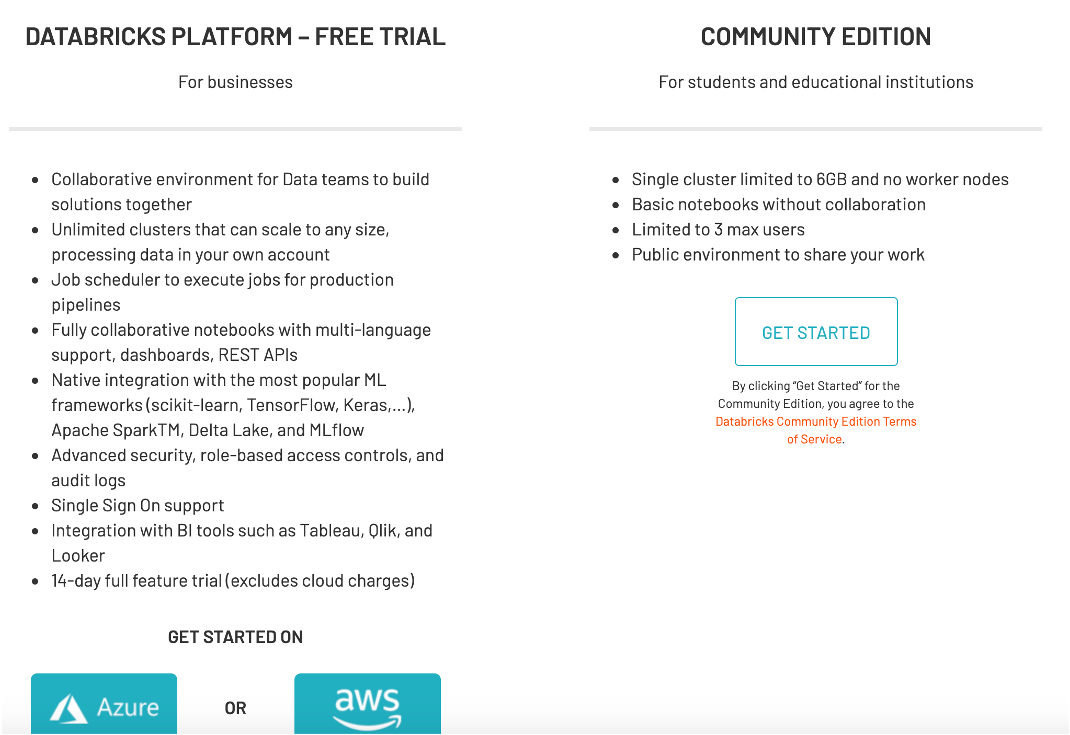 DATABRICKS PLATFORM – FREE TRIAL
For businesses
• Collaborative environment for Data teams to build
solutions together
• Unlimited clusters that can scale to any size,
processing data in your own account
• Job scheduler to execute jobs for production
pipelines
• Fully collaborative notebooks with multi-language
support, dashboards, REST APIs
• Native integration with the most popular ML
frameworks (scikit-learn, TensorFlow, Keras,...),
Apache SparkTM, Delta Lake, and MLflow
• Advanced security, role-based access controls, and
audit logs
• Single Sign On support
• Integration with BI tools such as Tableau, Qlik, and
Looker
• 14-day full feature trial (excludes cloud charges)
GET STARTED ON
Azure
OR
aws
COMMUNITY EDITION
For students and educational institutions
• Single cluster limited to 6GB and no worker nodes
• Basic notebooks without collaboration
• Limited to 3 max users
• Public environment to share your work
GET STARTED
By clicking “Get Started” for the
Community Edition, you agree to the
Databricks Community Edition Terms
of Service.